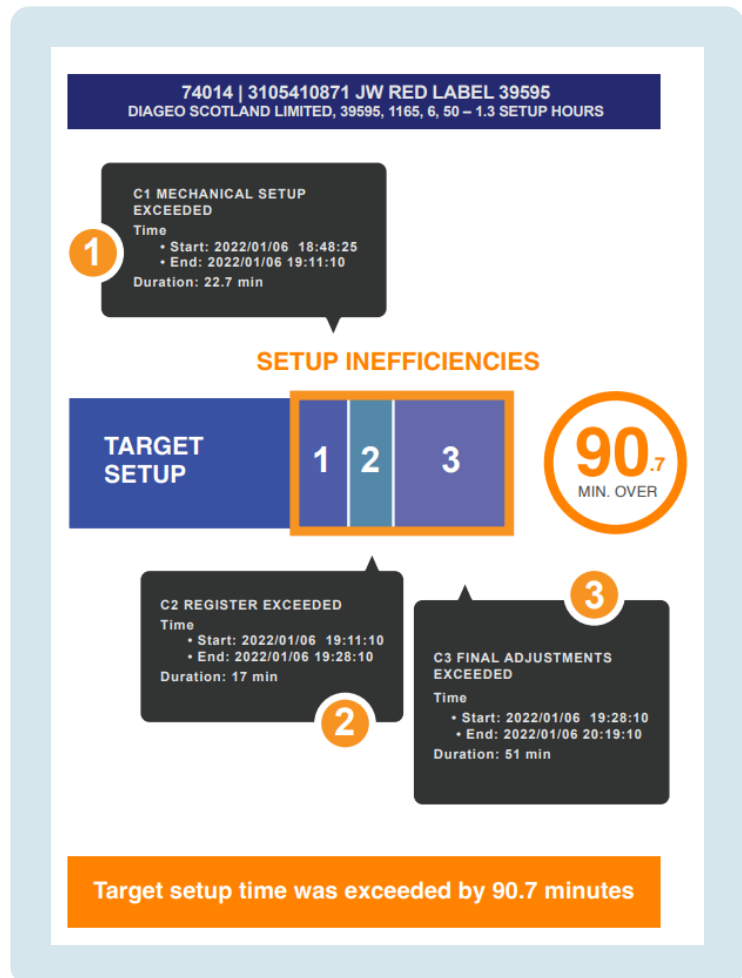 74014 | 3105410871 JW RED LABEL 39595
DIAGEO SCOTLAND LIMITED, 39595, 1165, 6, 50 – 1.3 SETUP HOURS
C1 MECHANICAL SETUP
EXCEEDED
Time
• Start: 2022/01/06 18:48:25
• End: 2022/01/06 19:11:10
Duration: 22.7 min
1
SETUP INEFFICIENCIES
TARGET
SETUP
1
2
3
90.7
MIN. OVER
C2 REGISTER EXCEEDED
Time
• Start: 2022/01/06 19:11:10
• End: 2022/01/06 19:28:10
Duration: 17 min
2
3
C3 FINAL ADJUSTMENTS
EXCEEDED
Time
• Start: 2022/01/06 19:28:10
• End: 2022/01/06 20:19:10
Duration: 51 min
Target setup time was exceeded by 90.7 minutes